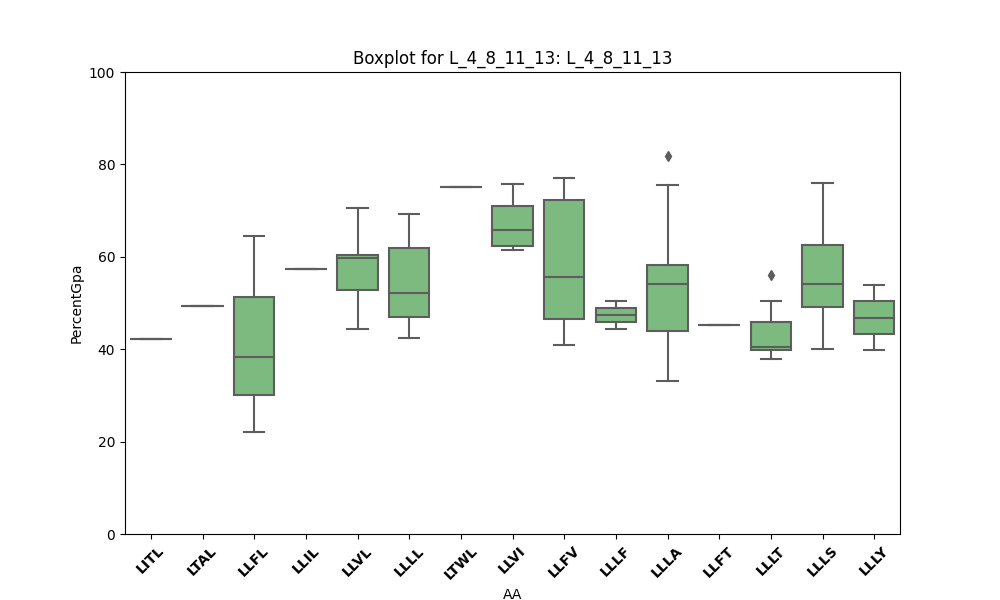 Boxplot for L_4_8_11_13: L_4_8_11_13
PercentGpa
100
80
60
40
20
0
LITL LTAL LLFL LLIL LLVL LLLL LTWL LLVI LLFV LLLF LLLA LLFT LLLT LLLS LLLY
AA